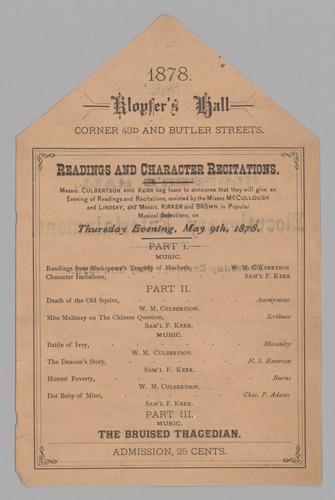 1878.
Klopfer's Hall
CORNER 43D AND BUTLER STREETS.
READINGS AND CHARACTER RECITATIONS.
Messrs. CULBERTSON AND KERR beg leave to announce that they will give an
Evening of Readings and Recitations, assisted by the Misses MCCULLOUGH
and LINDSAY, and Messrs. KIRKER and BROWN in Popular
Musical Selections, on
Thursday Evening, May 9th, 1878.
PART I.
MUSIC.
Readings from Shakspeare's Tragedy of Macbeth, W. M. CULBERTSON
Character Imitations, SAM'L F. KERR.
PART II.
Death of the Old Squire, Anonymous
W. M. CULBERTSON.
Miss Maloney on The Chinese Question, Scribner
SAM'L F. KERR.
MUSIC.
Battle of Ivry, Macauley
W. M. CULBERTSON.
The Deacon's Story, N. S. Emerson
SAM'L F. KERR.
Honest Poverty, Burns
W. M. CULBERTSON.
Dot Baby of Mine, Chas. F. Adams
SAM'L F. KERR.
PART III.
MUSIC.
THE BRUISED TRAGEDIAN.
ADMISSION, 25 CENTS.